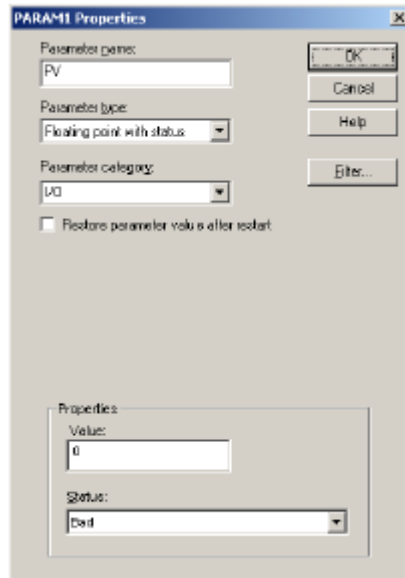 PARAM1 Properties
Parameter name:
PV
Parameter type:
Floating point with status
Parameter category:
I/O
Restore parameter value after restart
OK
Cancel
Help
Filter...
Properties
Value:
0
Status:
Bad